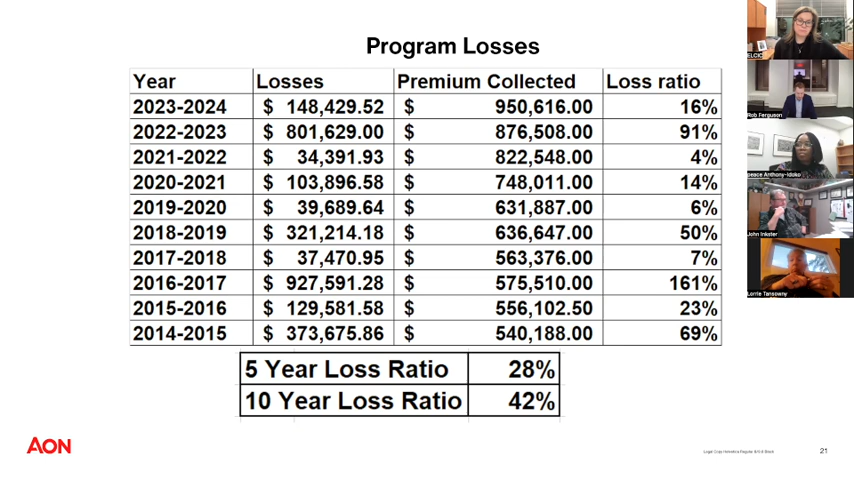 Program Losses
Year Losses Premium Collected Loss ratio
2023-2024 $ 148,429.52 $ 950,616.00 16%
2022-2023 $ 801,629.00 $ 876,508.00 91%
2021-2022 $ 34,391.93 $ 822,548.00 4%
2020-2021 $ 103,896.58 $ 748,011.00 14%
2019-2020 $ 39,689.64 $ 631,887.00 6%
2018-2019 $ 321,214.18 $ 636,647.00 50%
2017-2018 $ 37,470.95 $ 563,376.00 7%
2016-2017 $ 927,591.28 $ 575,510.00 161%
2015-2016 $ 129,581.58 $ 556,102.50 23%
2014-2015 $ 373,675.86 $ 540,188.00 69%
5 Year Loss Ratio 28%
10 Year Loss Ratio 42%
AON
21
ELCIC
Rob Ferguson
peace Anthony-Idoko
John Inkster
Lorrie Tarasowny